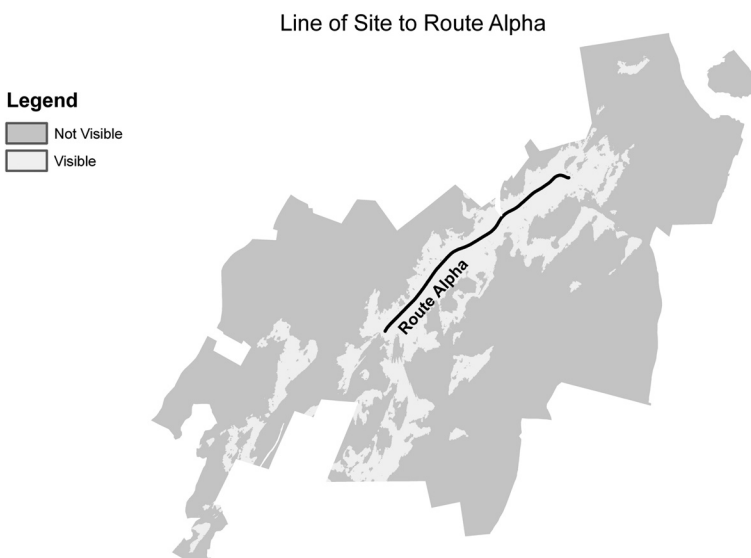 Line of Site to Route Alpha
Legend
Not Visible
Visible
Route Alpha